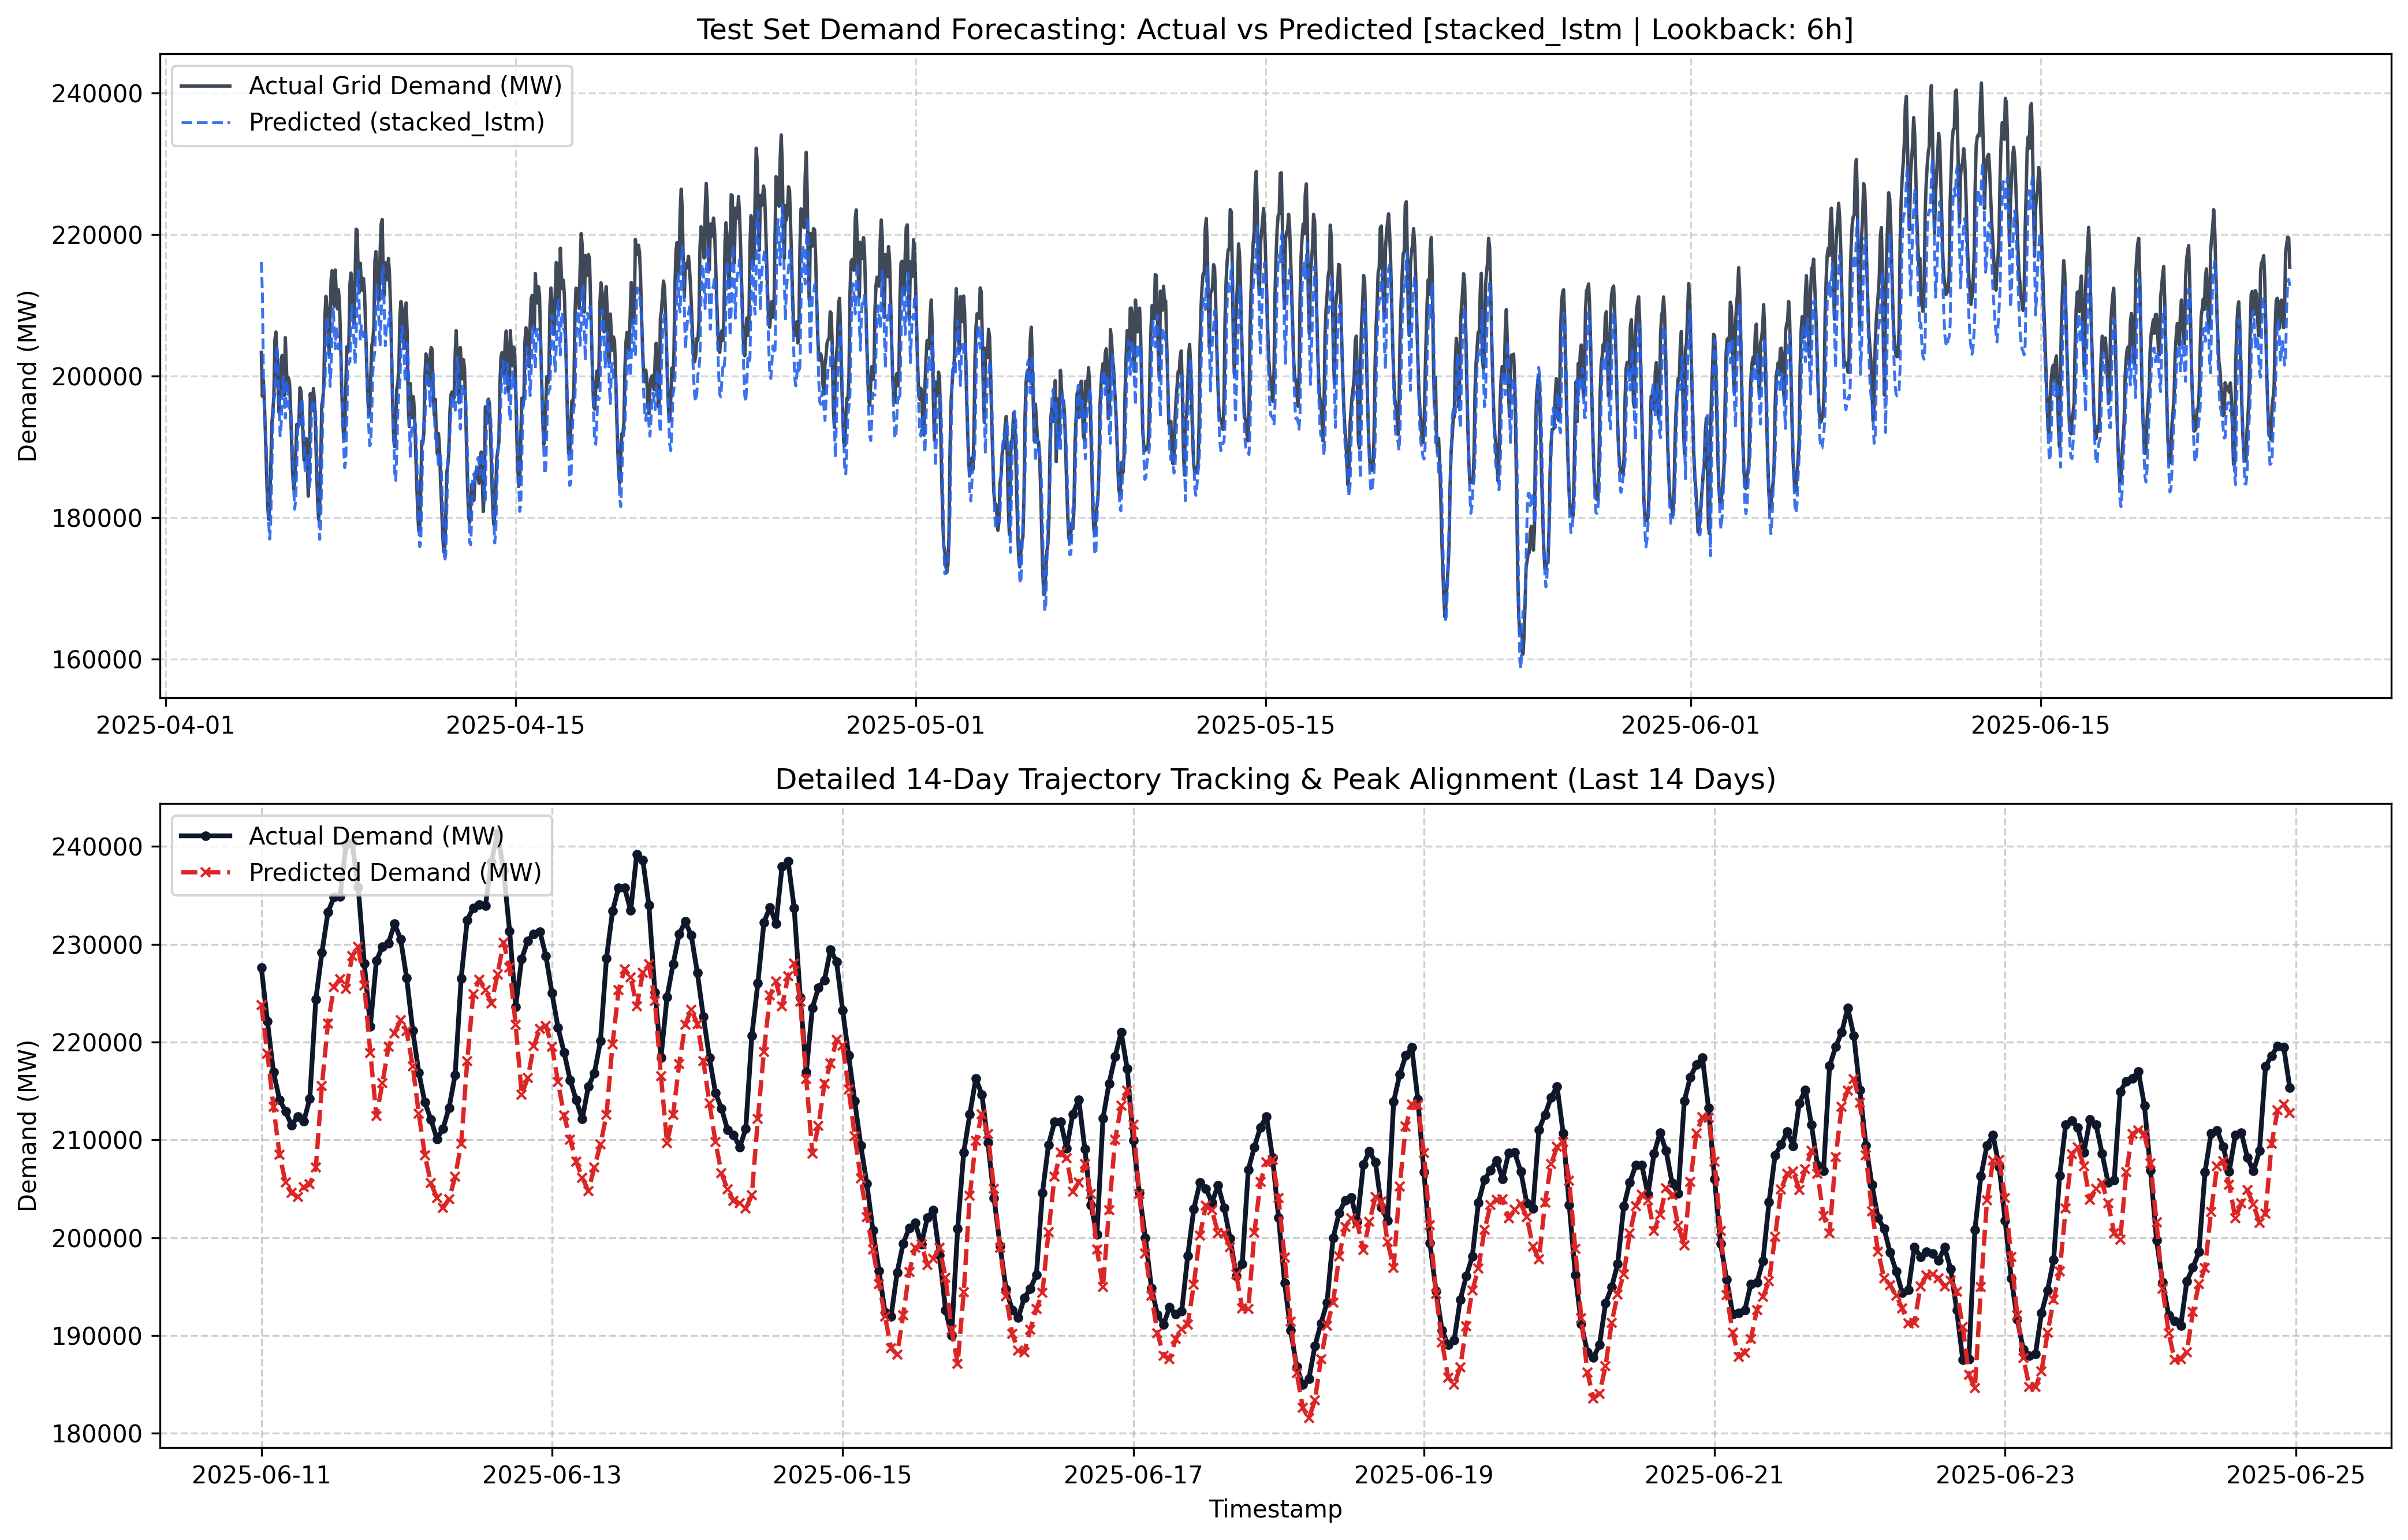 Test Set Demand Forecasting: Actual vs Predicted [stacked_lstm | Lookback: 6h]
Actual Grid Demand (MW)
Predicted (stacked_lstm)
Demand (MW)
240000
220000
200000
180000
160000
2025-04-01 2025-04-15 2025-05-01 2025-05-15 2025-06-01 2025-06-15
Detailed 14-Day Trajectory Tracking & Peak Alignment (Last 14 Days)
Actual Demand (MW)
Predicted Demand (MW)
Demand (MW)
240000
230000
220000
210000
200000
190000
180000
2025-06-11 2025-06-13 2025-06-15 2025-06-17 2025-06-19 2025-06-21 2025-06-23 2025-06-25
Timestamp